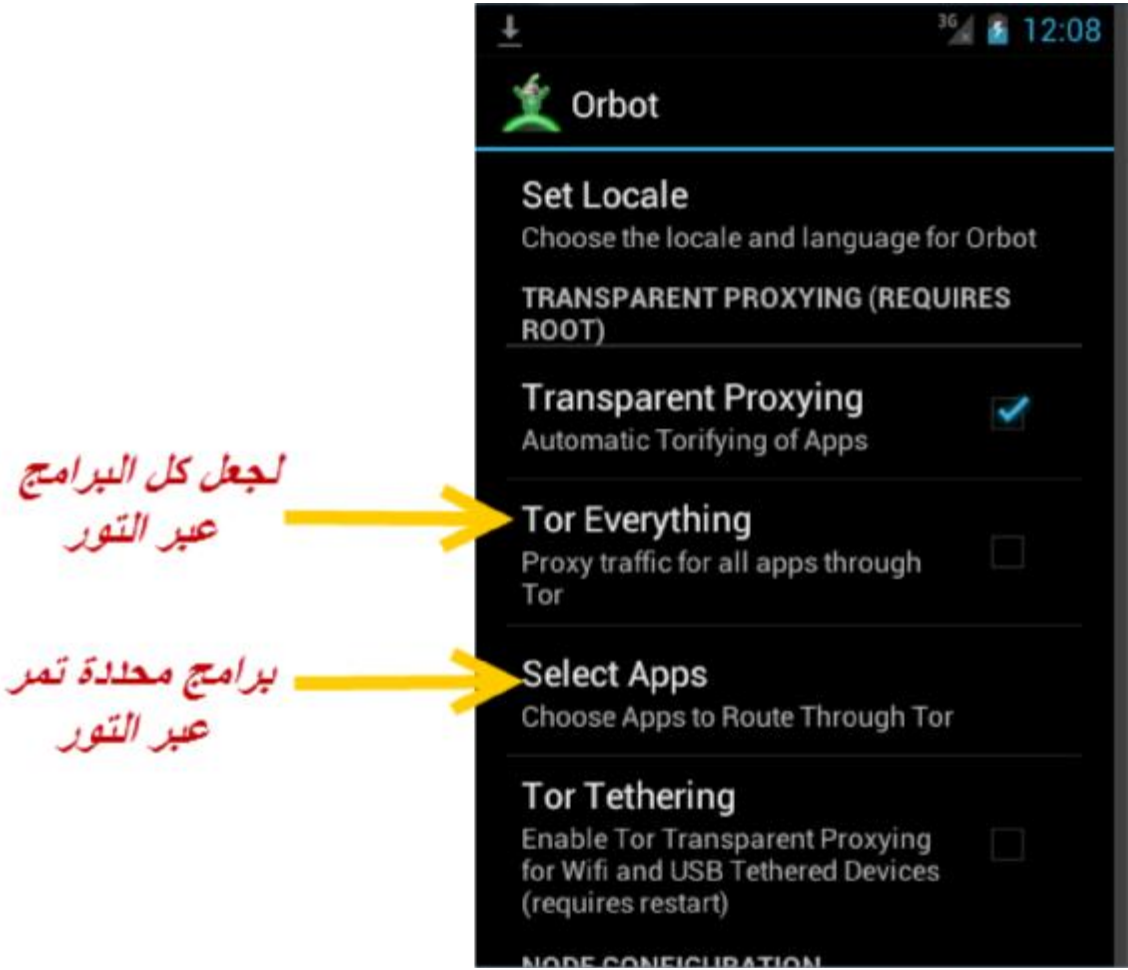 3G 12:08
Orbot
Set Locale
Choose the locale and language for Orbot
TRANSPARENT PROXYING (REQUIRES
ROOT)
Transparent Proxying
Automatic Torifying of Apps
لجعل كل البرامج
عبر التور
Tor Everything
Proxy traffic for all apps through
Tor
برامج محددة تمر
عبر التور
Select Apps
Choose Apps to Route Through Tor
Tor Tethering
Enable Tor Transparent Proxying
for Wifi and USB Tethered Devices
(requires restart)
NODE CONFIGURATION